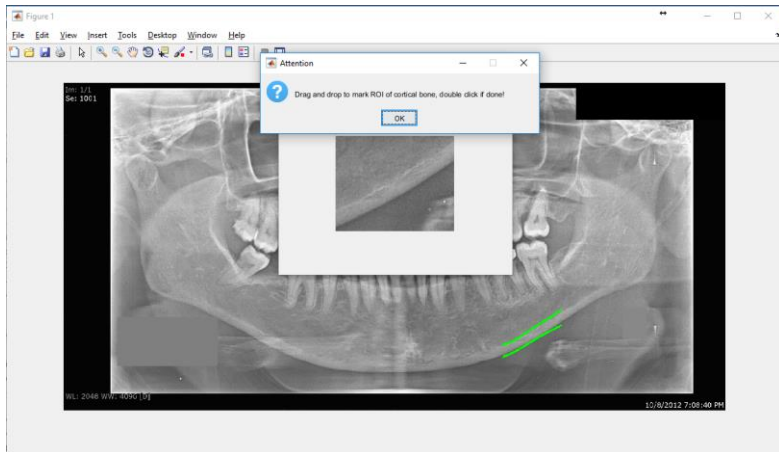 Figure 1
File Edit View Insert Tools Desktop Window Help
Attention
Drag and drop to mark ROI of cortical bone, double click if done!
OK
Im: 1/1
Se: 1001
WL: 2048 WW: 4090 [D]
10/8/2012 7:08:40 PM